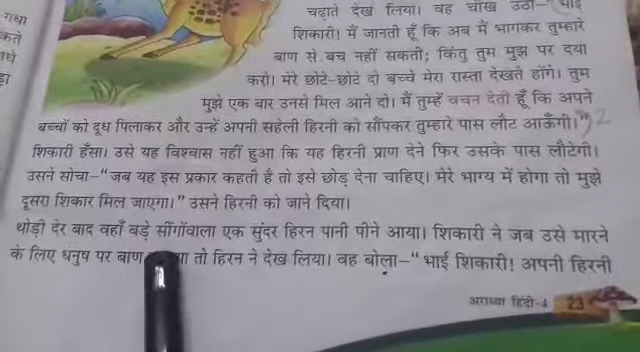 चढ़ाते देख लिया। वह चीख उठी–“भाई
शिकारी! मैं जानती हूँ कि अब मैं भागकर तुम्हारे
बाण से बच नहीं सकती; किंतु तुम मुझ पर दया
करो। मेरे छोटे-छोटे दो बच्चे मेरा रास्ता देखते होंगे। तुम
मुझे एक बार उनसे मिल आने दो। मैं तुम्हें वचन देती हूँ कि अपने
बच्चों को दूध पिलाकर और उन्हें अपनी सहेली हिरनी को सौंपकर तुम्हारे पास लौट आऊँगी।”
शिकारी हँसा। उसे यह विश्वास नहीं हुआ कि यह हिरनी प्राण देने फिर उसके पास लौटेगी।
उसने सोचा–“जब यह इस प्रकार कहती है तो इसे छोड़ देना चाहिए। मेरे भाग्य में होगा तो मुझे
दूसरा शिकार मिल जाएगा।” उसने हिरनी को जाने दिया।
थोड़ी देर बाद वहाँ बड़े सींगोंवाला एक सुंदर हिरन पानी पीने आया। शिकारी ने जब उसे मारने
के लिए धनुष पर बाण तो हिरन ने देख लिया। वह बोला–“भाई शिकारी! अपनी हिरनी
अराध्या हिंदी-4 23